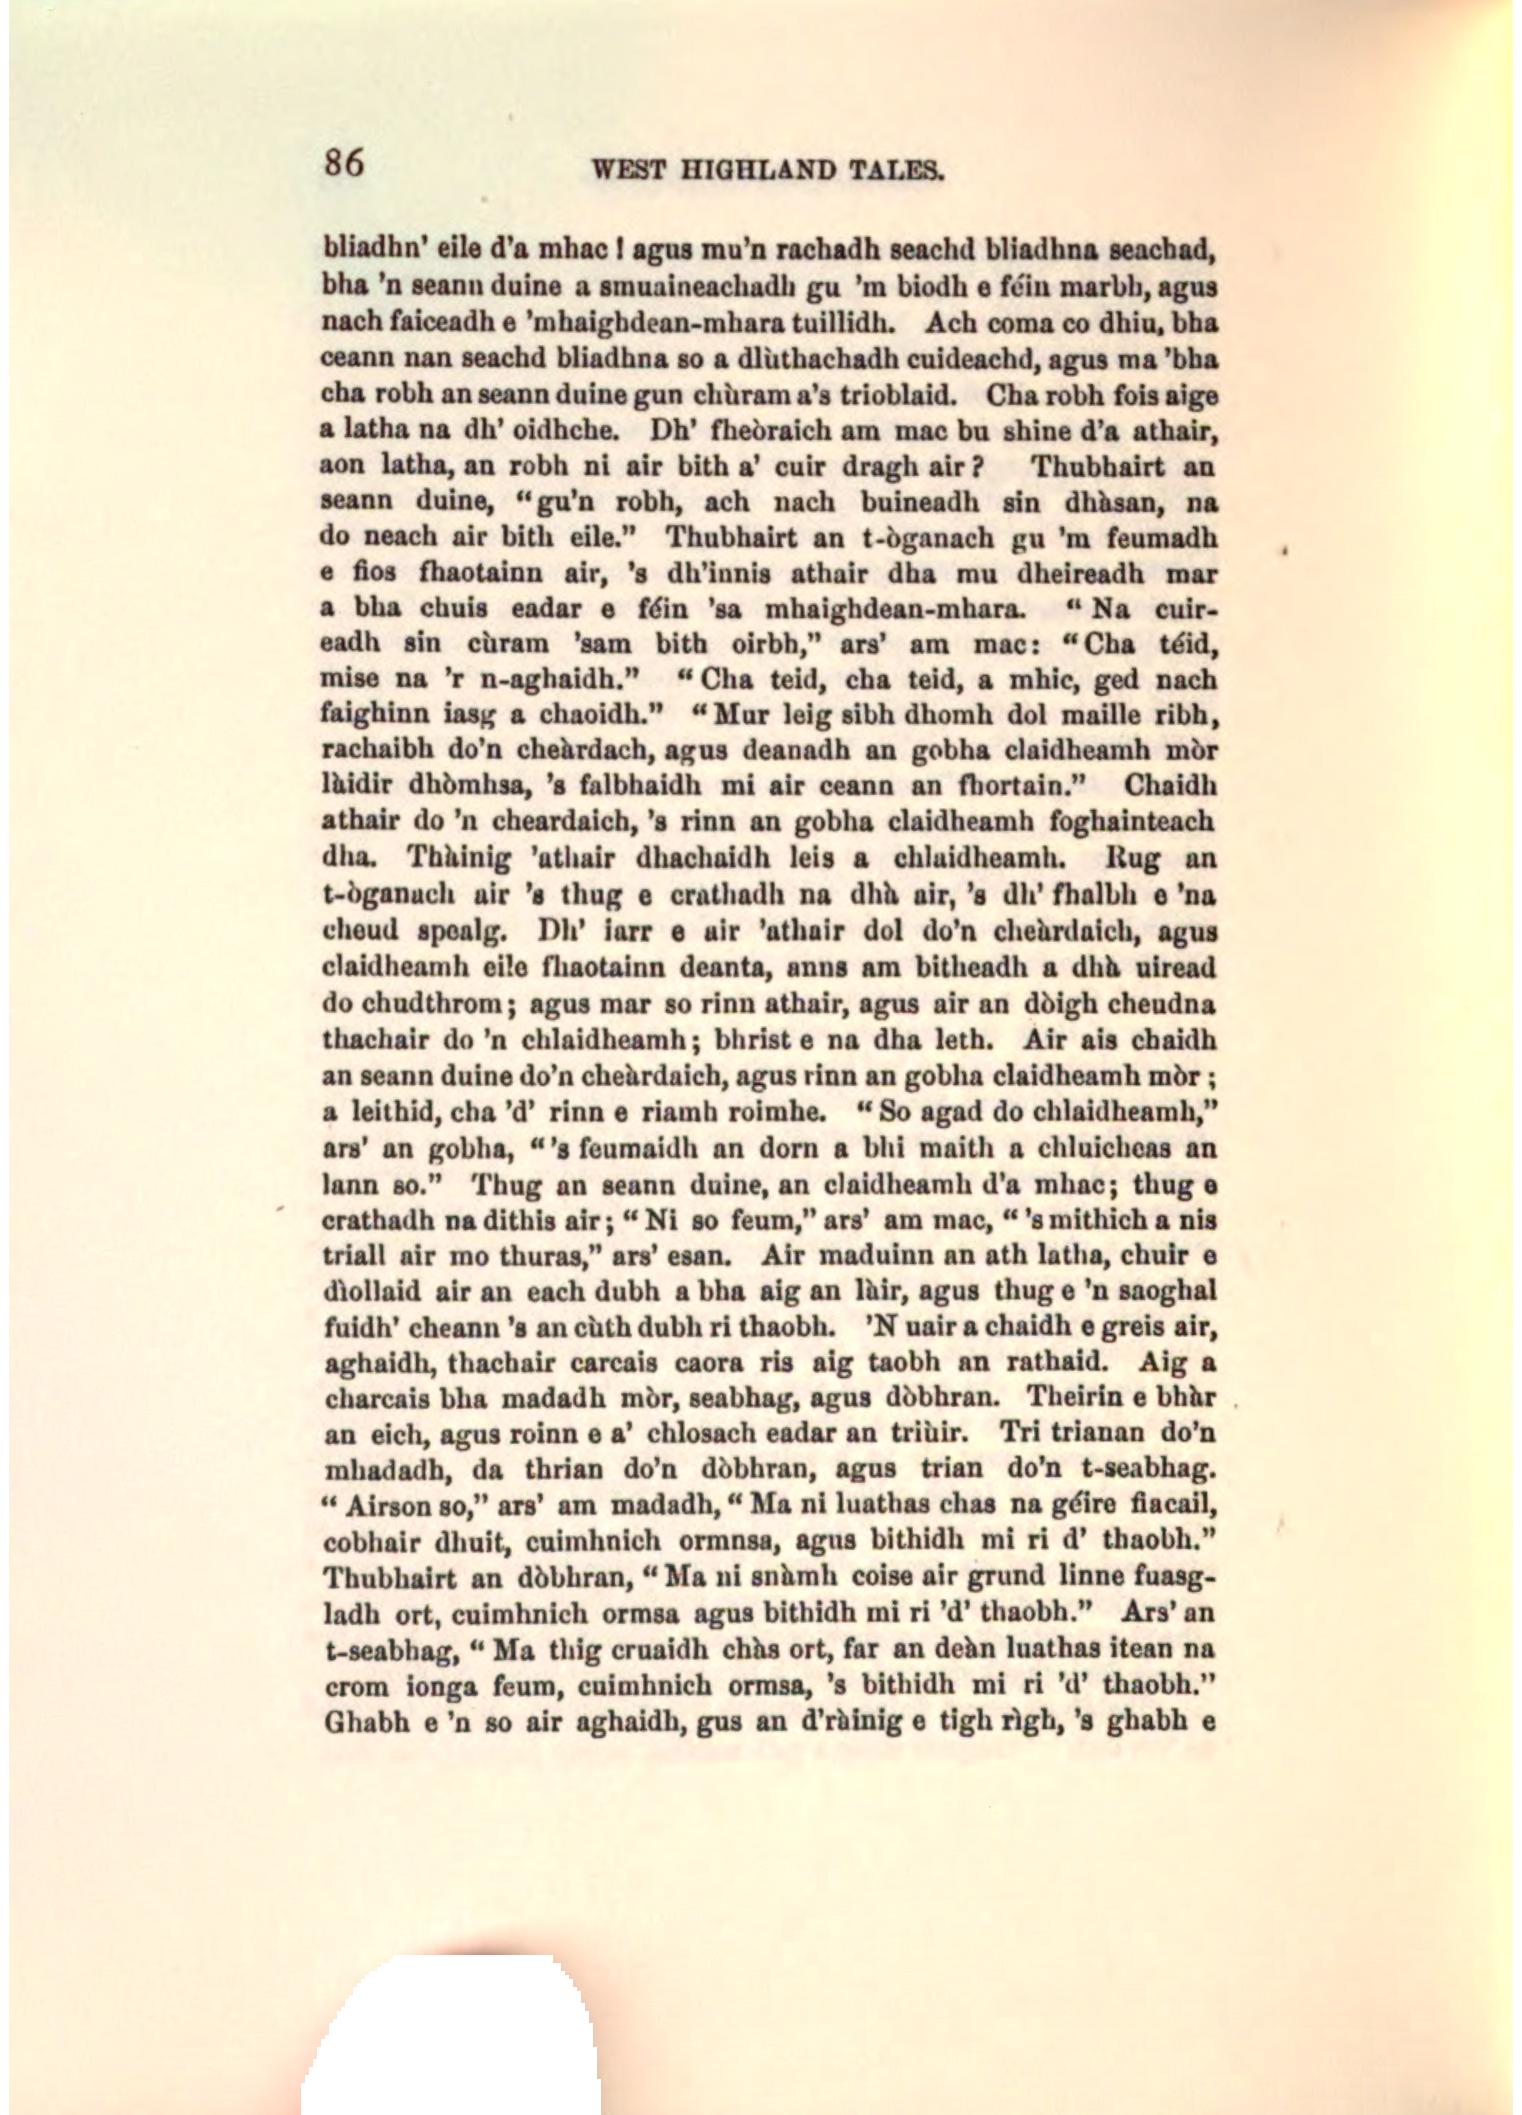 86 WEST HIGHLAND TALES.
bliadhn' eile d'a mhac ! agus mu'n rachadh seachd bliadhna seachad,
bha 'n seann duine a smuaineachadh gu 'm biodh e féin marbh, agus
nach faiceadh e 'mhaighdean-mhara tuillidh. Ach coma co dhiu, bha
ceann nan seachd bliadhna so a dlùthachadh cuideachd, agus ma 'bha
cha robh an seann duine gun chùram a's trioblaid. Cha robh fois aige
a latha na dh' oidhche. Dh' fheòraich am mac bu shine d'a athair,
aon latha, an robh ni air bith a' cuir dragh air ? Thubhairt an
seann duine, "gu'n robh, ach nach buineadh sin dhàsan, na
do neach air bith eile." Thubhairt an t-òganach gu 'm feumadh
e fios fhaotainn air, 's dh'innis athair dha mu dheireadh mar
a bha chuis eadar e féin 'sa mhaighdean-mhara. "Na cuir-
eadh sin cùram 'sam bith oirbh," ars' am mac: "Cha téid,
mise na 'r n-aghaidh." "Cha teid, cha teid, a mhic, ged nach
faighinn iasg a chaoidh." "Mur leig sibh dhomh dol maille ribh,
rachaibh do'n cheàrdach, agus deanadh an gobha claidheamh mòr
làidir dhòmhsa, 's falbhaidh mi air ceann an fhortain." Chaidh
athair do 'n cheardaich, 's rinn an gobha claidheamh foghainteach
dha. Thàinig 'athair dhachaidh leis a chlaidheamh. Rug an
t-òganach air 's thug e crathadh na dhà air, 's dh' fhalbh e 'na
cheud spealg. Dh' iarr e air 'athair dol do'n cheàrdaich, agus
claidheamh eile fhaotainn deanta, anns am bitheadh a dhà uiread
do chudthrom; agus mar so rinn athair, agus air an dòigh cheudna
thachair do 'n chlaidheamh; bhrist e na dha leth. Air ais chaidh
an seann duine do'n cheàrdaich, agus rinn an gobha claidheamh mòr ;
a leithid, cha 'd' rinn e riamh roimhe. "So agad do chlaidheamh,"
ars' an gobha, "'s feumaidh an dorn a bhi maith a chluicheas an
lann so." Thug an seann duine, an claidheamh d'a mhac; thug e
crathadh na dithis air; "Ni so feum," ars' am mac, "'s mithich a nis
triall air mo thuras," ars' esan. Air maduinn an ath latha, chuir e
dìollaid air an each dubh a bha aig an làir, agus thug e 'n saoghal
fuidh' cheann 's an cùth dubh ri thaobh. 'N uair a chaidh e greis air,
aghaidh, thachair carcais caora ris aig taobh an rathaid. Aig a
charcais bha madadh mòr, seabhag, agus dòbhran. Theirin e bhàr
an eich, agus roinn e a' chlosach eadar an triùir. Tri trianan do'n
mhadadh, da thrian do'n dòbhran, agus trian do'n t-seabhag.
"Airson so," ars' am madadh, "Ma ni luathas chas na géire fiacail,
cobhair dhuit, cuimhnich ormnsa, agus bithidh mi ri d' thaobh."
Thubhairt an dòbhran, "Ma ni snàmh coise air grund linne fuasg-
ladh ort, cuimhnich ormsa agus bithidh mi ri 'd' thaobh." Ars' an
t-seabhag, "Ma thig cruaidh chàs ort, far an deàn luathas itean na
crom ionga feum, cuimhnich ormsa, 's bithidh mi ri 'd' thaobh."
Ghabh e 'n so air aghaidh, gus an d'ràinig e tigh rìgh, 's ghabh e